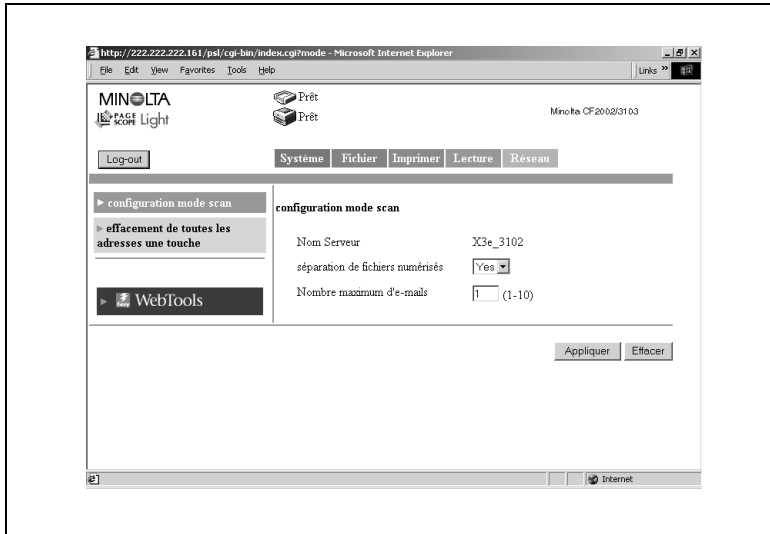 http://222.222.222.161/psl/cgi-bin/index.cgi?mode - Microsoft Internet Explorer
File Edit View Favorites Tools Help
Links »
MINOLTA
PAGE SCOPE Light
Prêt
Prêt
Minolta CF2002/3103
Log-out
Système Fichier Imprimer Lecture Réseau
configuration mode scan
effacement de toutes les
adresses une touche
WebTools
configuration mode scan
Nom Serveur X3e_3102
séparation de fichiers numérisés Yes
Nombre maximum d'e-mails 1 (1-10)
Appliquer Effacer
Internet